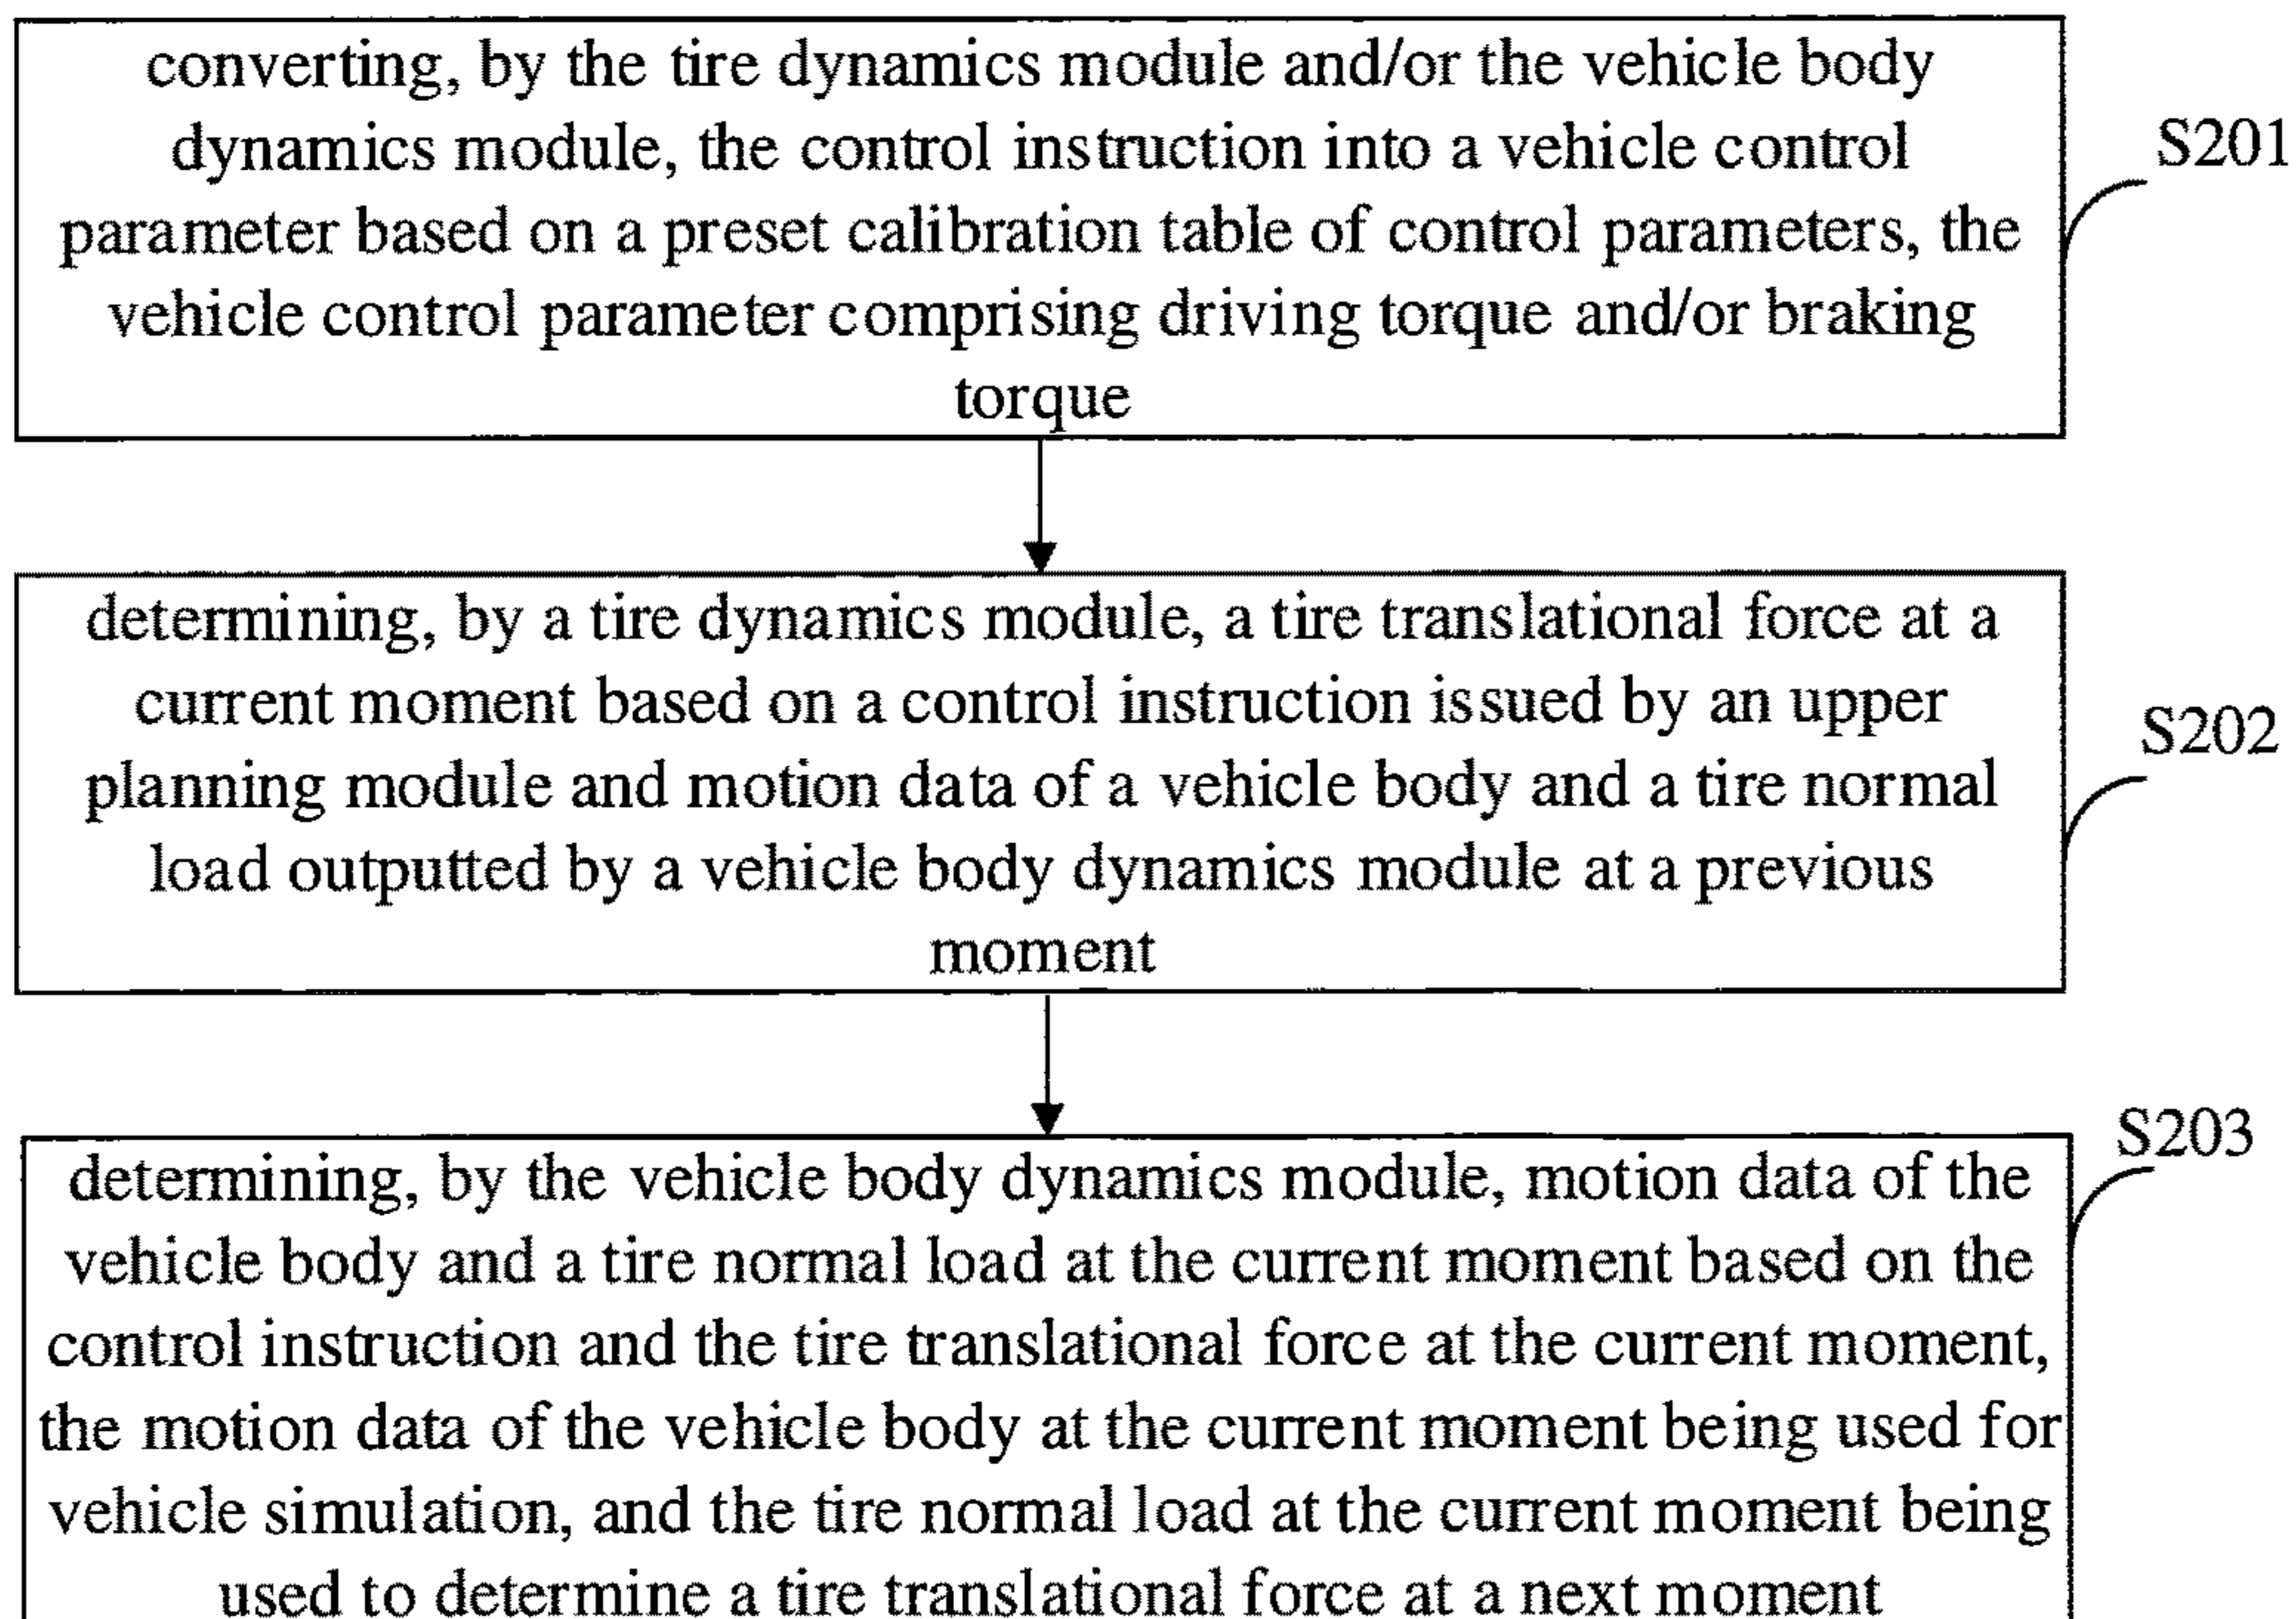 converting, by the tire dynamics module and/or the vehicle body
dynamics module, the control instruction into a vehicle control
parameter based on a preset calibration table of control parameters, the
vehicle control parameter comprising driving torque and/or braking
torque
S201
determining, by a tire dynamics module, a tire translational force at a
current moment based on a control instruction issued by an upper
planning module and motion data of a vehicle body and a tire normal
load outputted by a vehicle body dynamics module at a previous
moment
S202
determining, by the vehicle body dynamics module, motion data of the
vehicle body and a tire normal load at the current moment based on the
control instruction and the tire translational force at the current moment,
the motion data of the vehicle body at the current moment being used for
vehicle simulation, and the tire normal load at the current moment being
used to determine a tire translational force at a next moment
S203